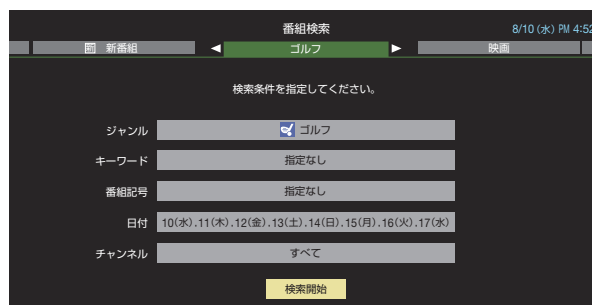 番組検索 8/10(水) PM 4:52
新番組 ゴルフ 映画
検索条件を指定してください。
ジャンル ゴルフ
キーワード 指定なし
番組記号 指定なし
日付 10(水).11(木).12(金).13(土).14(日).15(月).16(火).17(水)
チャンネル すべて
検索開始